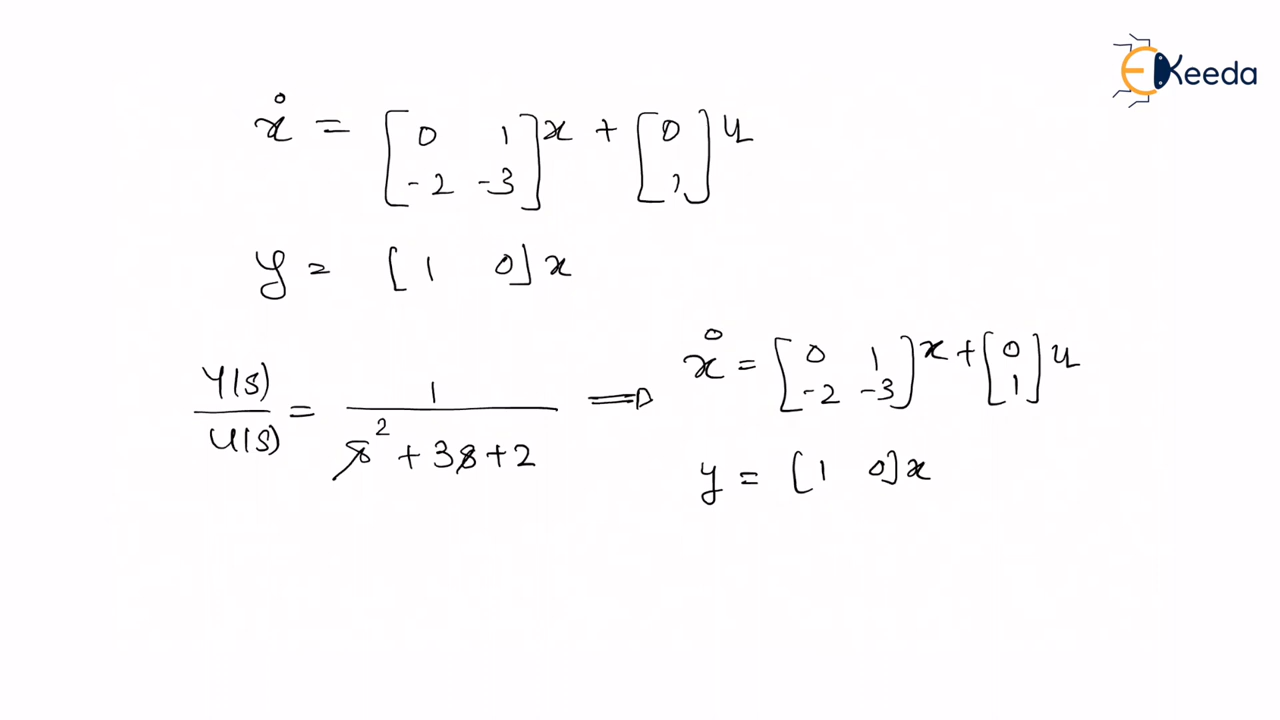 EKeeda
ẋ = [0 1; -2 -3] x + [0; 1] u
y = [1 0] x
Y(s)/U(s) = 1/(s² + 3s + 2) ⟹ ẋ = [0 1; -2 -3] x + [0; 1] u
y = [1 0] x